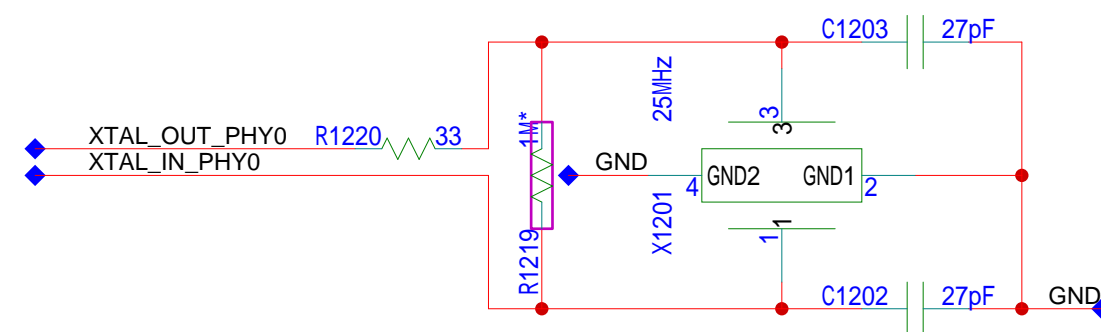 C1203 27pF
25MHz
3
3
1M*
XTAL_OUT_PHY0 R1220 33
XTAL_IN_PHY0
GND
4 GND2 GND1 2
X1201
1
1
R1219
C1202 27pF GND